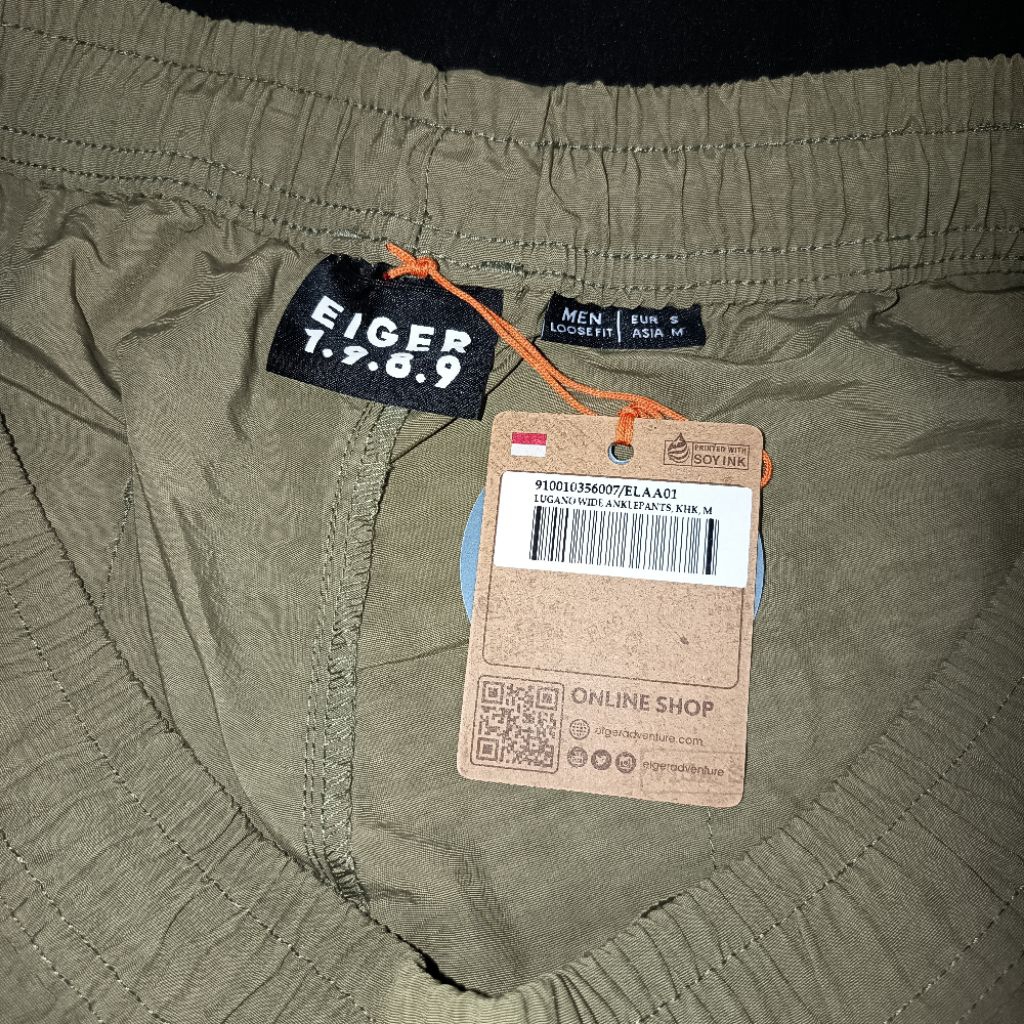 EIGER
1.9.8.9
MEN
LOOSE FIT
EUR S
ASIA M
PRINTED WITH
SOY INK
910010356007/ELAA01
LUGANO WIDE ANKLEPANTS, KHK, M
ONLINE SHOP
eigeradventure.com
eigeradventure